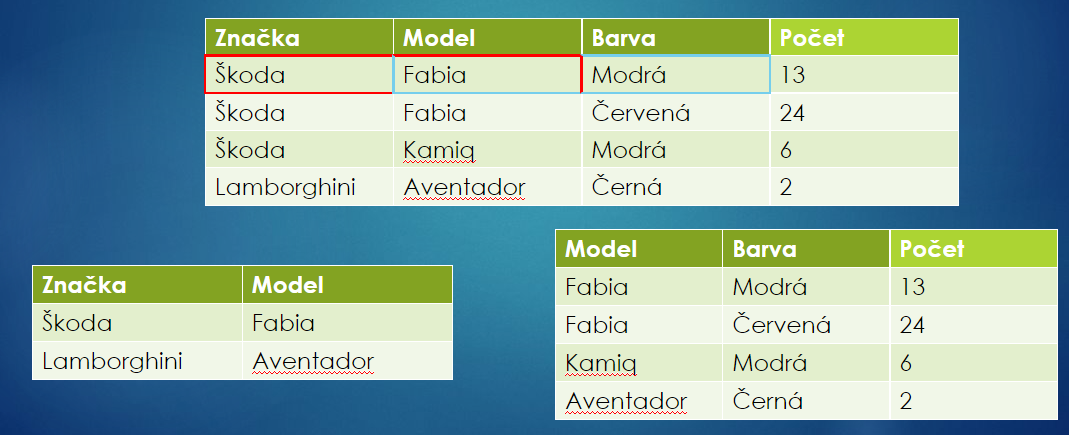 Značka Model Barva Počet
Škoda Fabia Modrá 13
Škoda Fabia Červená 24
Škoda Kamiq Modrá 6
Lamborghini Aventador Černá 2
Značka Model
Škoda Fabia
Lamborghini Aventador
Model Barva Počet
Fabia Modrá 13
Fabia Červená 24
Kamiq Modrá 6
Aventador Černá 2